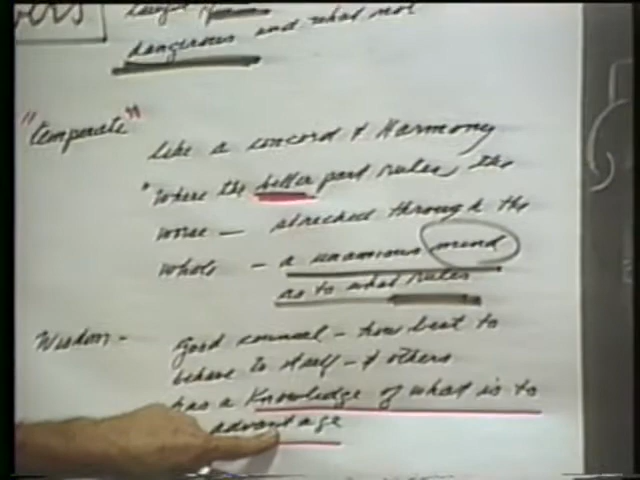 dangerous and what not
"temperate"
like a concord & Harmony
"Where the better part rules, the
worse — stretched through the
whole — a unamious mind
as to what rules
Wisdom - Good counsel - how best to
behave to itself - & others
has a Knowledge of what is to
advantage